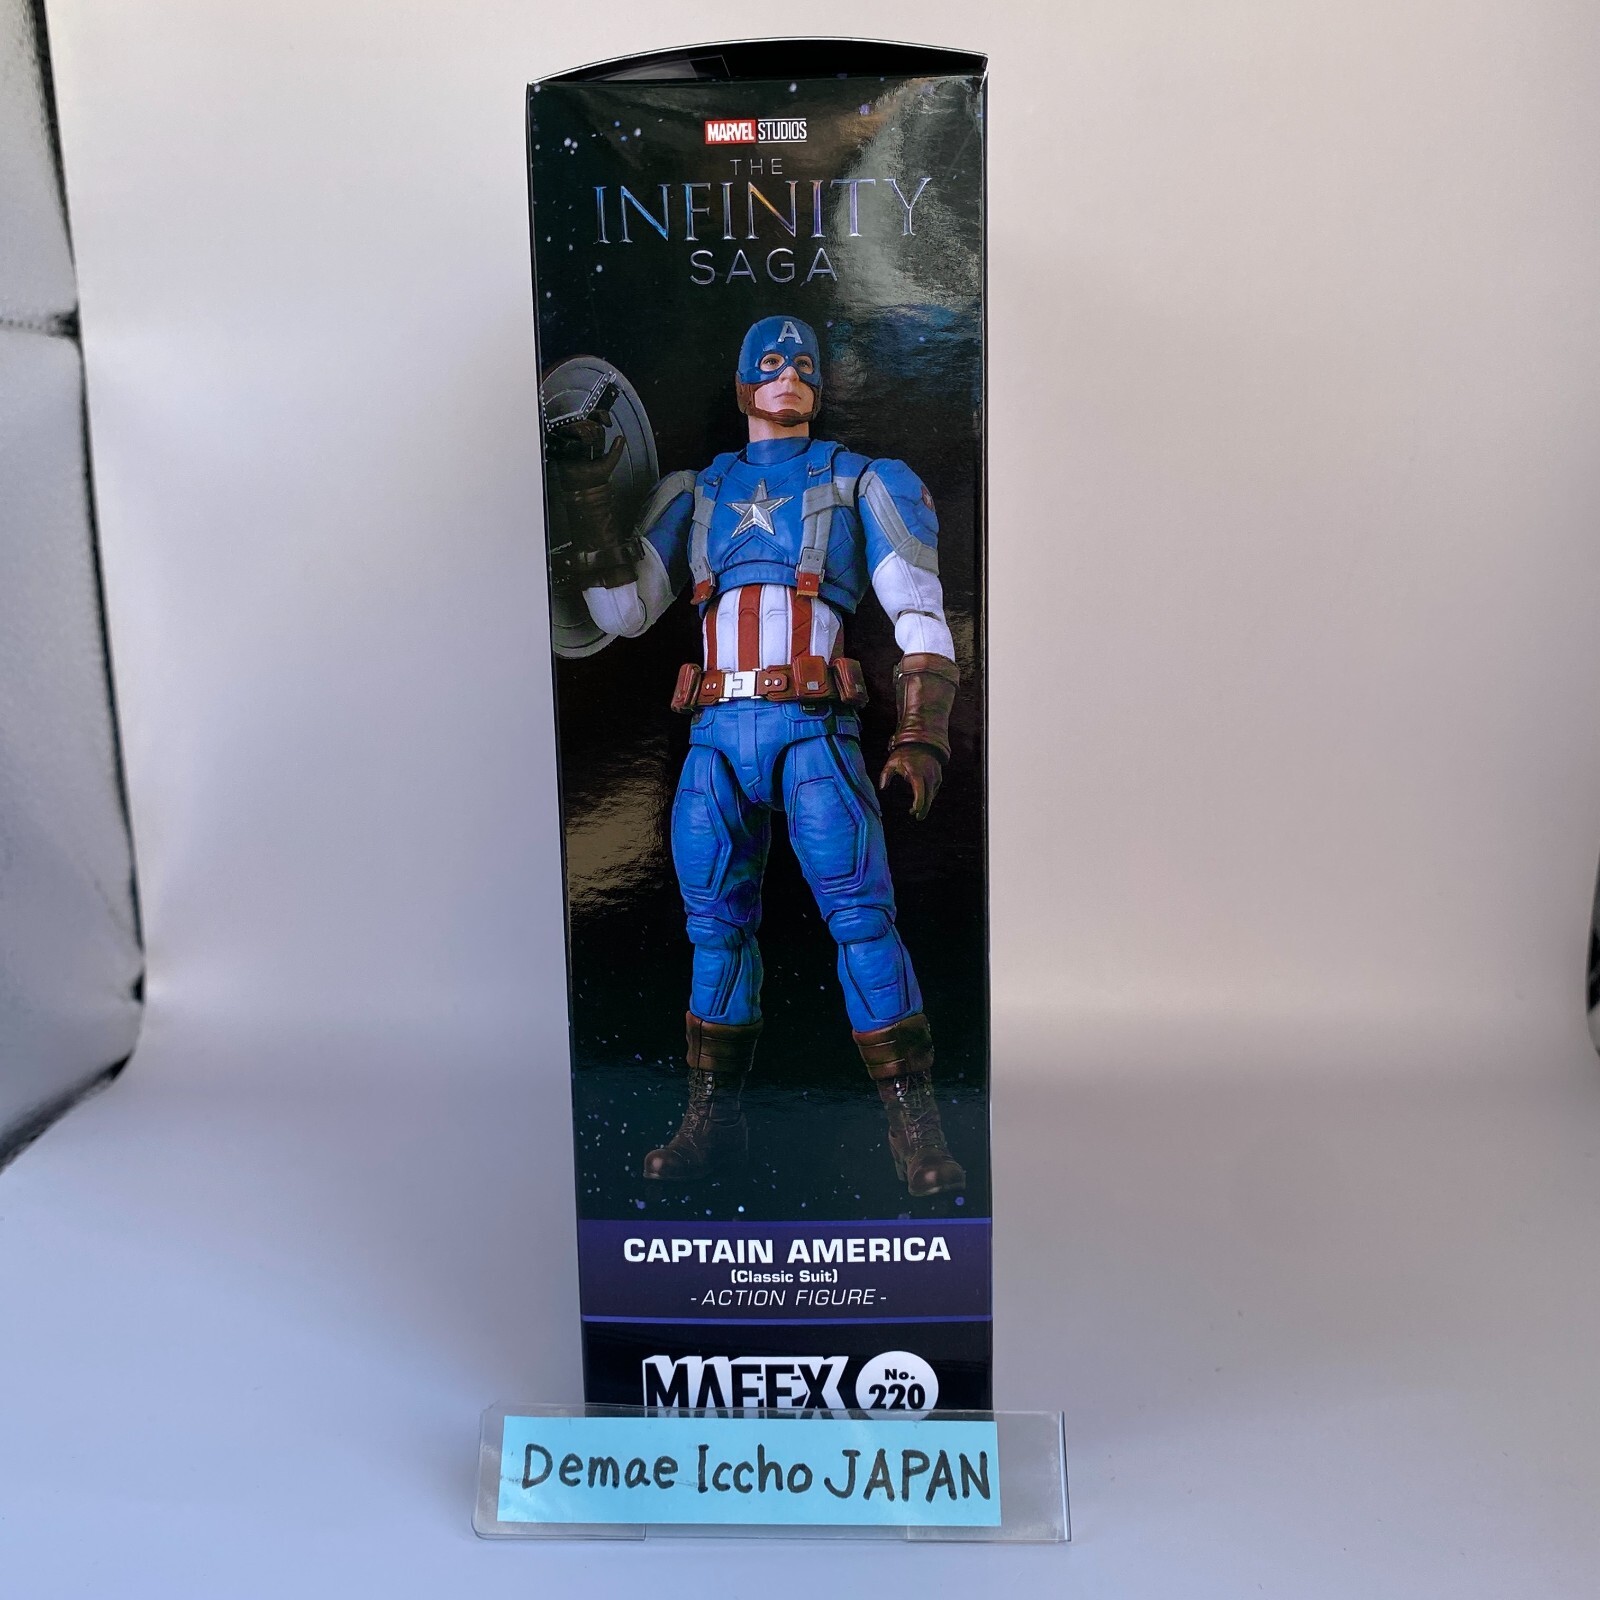 MARVEL STUDIOS
THE
INFINITY
SAGA
A
CAPTAIN AMERICA
(Classic Suit)
- ACTION FIGURE -
MAFEX No. 220
Demae Iccho JAPAN